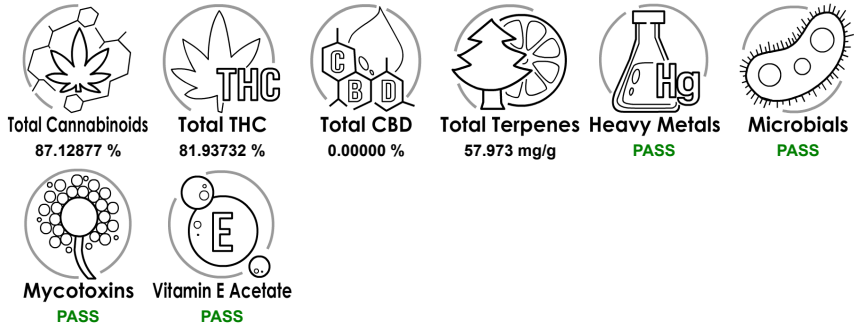 THC
C
B
D
Hg
Total Cannabinoids
Total THC
Total CBD
Total Terpenes
Heavy Metals
Microbials
87.12877 %
81.93732 %
0.00000 %
57.973 mg/g
PASS
PASS
E
Mycotoxins
Vitamin E Acetate
PASS
PASS